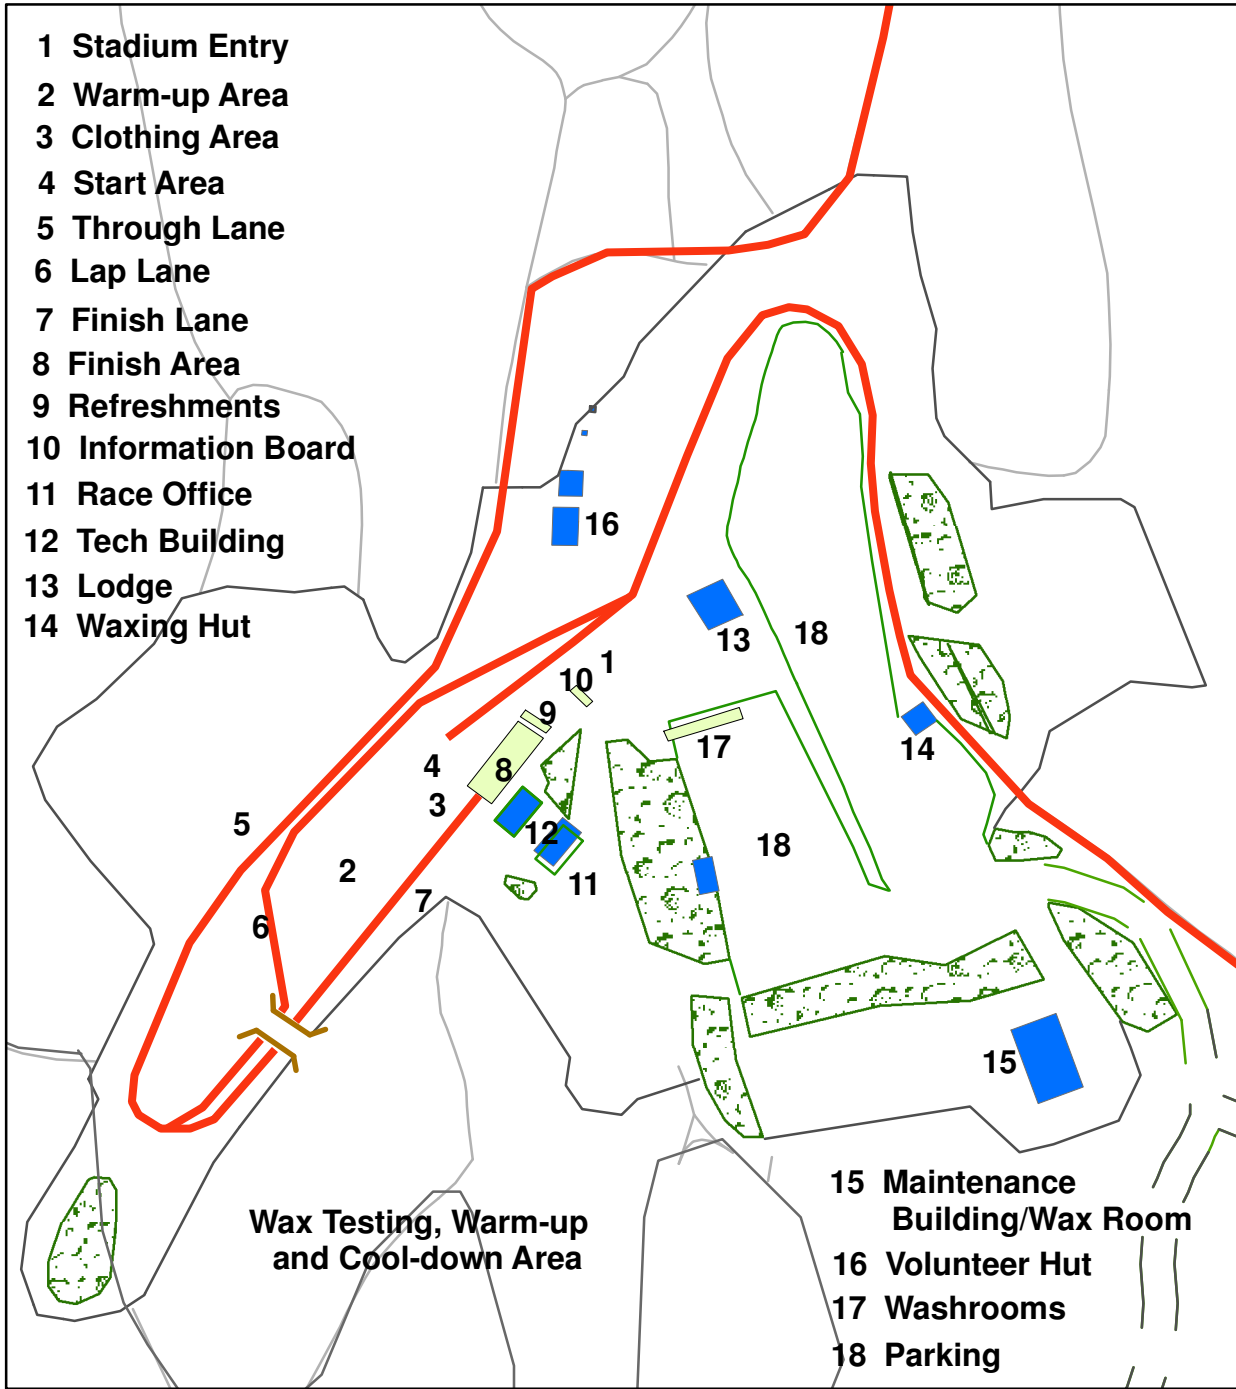 1 Stadium Entry
2 Warm-up Area
3 Clothing Area
4 Start Area
5 Through Lane
6 Lap Lane
7 Finish Lane
8 Finish Area
9 Refreshments
10 Information Board
11 Race Office
12 Tech Building
13 Lodge
14 Waxing Hut
16
13
18
1
10
9
17
14
4
8
3
5
12
18
2
11
7
6
15
Wax Testing, Warm-up
and Cool-down Area
15 Maintenance
Building/Wax Room
16 Volunteer Hut
17 Washrooms
18 Parking